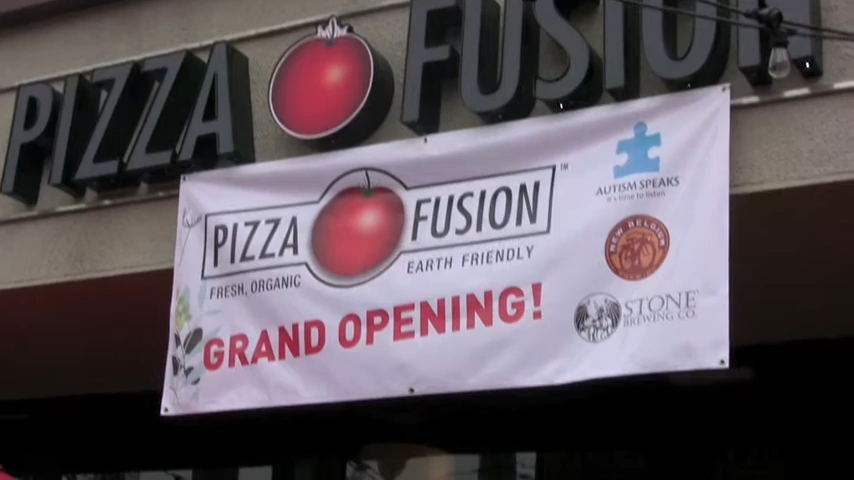 PIZZA FUSION
PIZZA FUSION™
FRESH, ORGANIC
EARTH FRIENDLY
GRAND OPENING!
AUTISM SPEAKS
it's time to listen
NEW BELGIUM
STONE
BREWING CO.